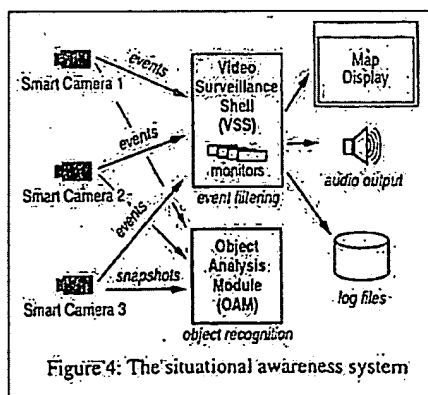 Smart Camera 1
events
Smart Camera 2
events
events
Smart Camera 3
snapshots
Video
Surveillance
Shell
(VSS)
monitors
event filtering
Object
Analysis
Module
(OAM)
object recognition
Map
Display
audio output
log files
Figure 4: The situational awareness system